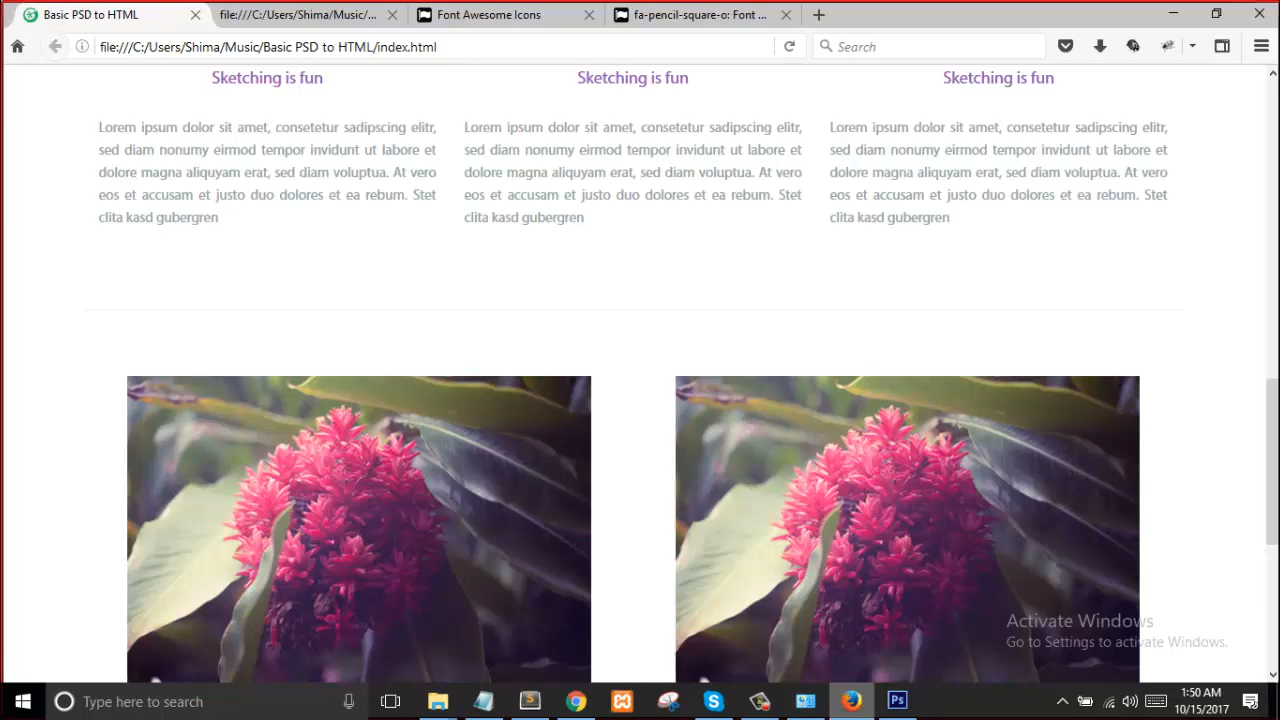 Basic PSD to HTML
file:///C:/Users/Shima/Music/...
Font Awesome Icons
fa-pencil-square-o: Font ...
file:///C:/Users/Shima/Music/Basic PSD to HTML/index.html
Search
Sketching is fun
Sketching is fun
Sketching is fun
Lorem ipsum dolor sit amet, consetetur sadipscing elitr,
sed diam nonumy eirmod tempor invidunt ut labore et
dolore magna aliquyam erat, sed diam voluptua. At vero
eos et accusam et justo duo dolores et ea rebum. Stet
clita kasd gubergren
Lorem ipsum dolor sit amet, consetetur sadipscing elitr,
sed diam nonumy eirmod tempor invidunt ut labore et
dolore magna aliquyam erat, sed diam voluptua. At vero
eos et accusam et justo duo dolores et ea rebum. Stet
clita kasd gubergren
Lorem ipsum dolor sit amet, consetetur sadipscing elitr,
sed diam nonumy eirmod tempor invidunt ut labore et
dolore magna aliquyam erat, sed diam voluptua. At vero
eos et accusam et justo duo dolores et ea rebum. Stet
clita kasd gubergren
Activate Windows
Go to Settings to activate Windows.
Type here to search
1:50 AM
10/15/2017